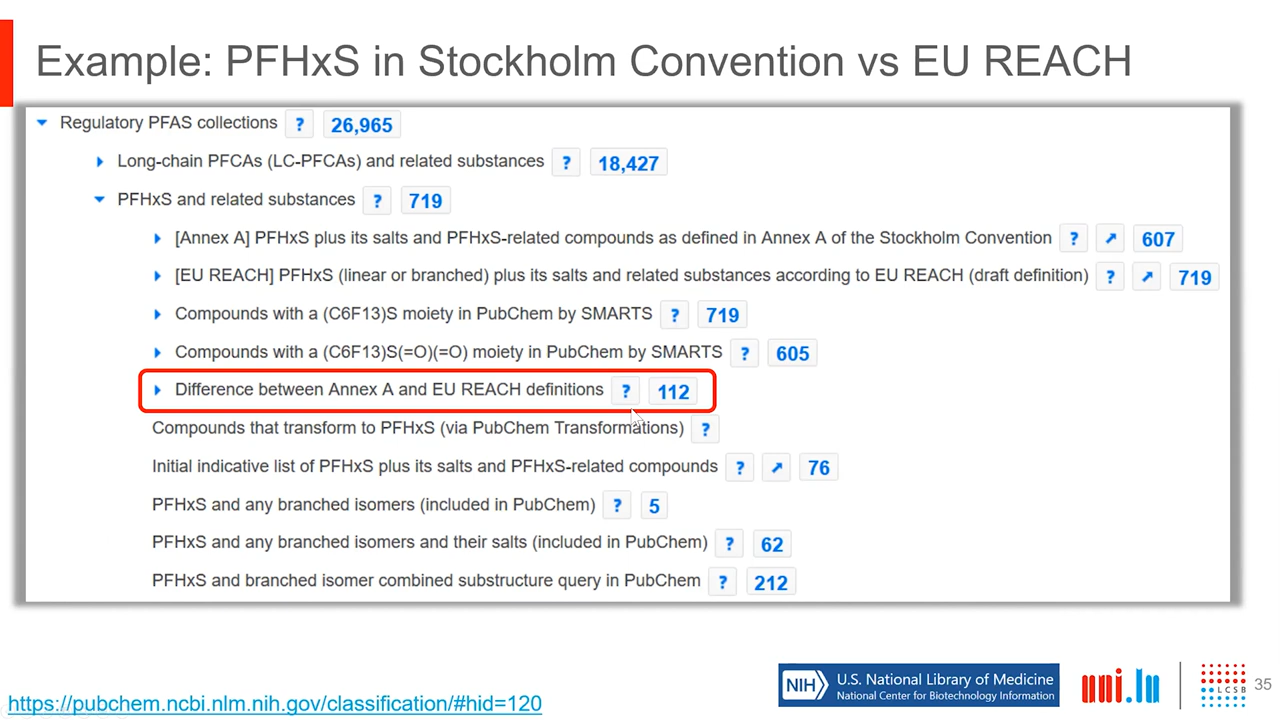 Example: PFHxS in Stockholm Convention vs EU REACH
Regulatory PFAS collections ? 26,965
Long-chain PFCAs (LC-PFCAs) and related substances ? 18,427
PFHxS and related substances ? 719
[Annex A] PFHxS plus its salts and PFHxS-related compounds as defined in Annex A of the Stockholm Convention ? 607
[EU REACH] PFHxS (linear or branched) plus its salts and related substances according to EU REACH (draft definition) ? 719
Compounds with a (C6F13)S moiety in PubChem by SMARTS ? 719
Compounds with a (C6F13)S(=O)(=O) moiety in PubChem by SMARTS ? 605
Difference between Annex A and EU REACH definitions ? 112
Compounds that transform to PFHxS (via PubChem Transformations) ?
Initial indicative list of PFHxS plus its salts and PFHxS-related compounds ? 76
PFHxS and any branched isomers (included in PubChem) ? 5
PFHxS and any branched isomers and their salts (included in PubChem) ? 62
PFHxS and branched isomer combined substructure query in PubChem ? 212
https://pubchem.ncbi.nlm.nih.gov/classification/#hid=120
NIH U.S. National Library of Medicine
National Center for Biotechnology Information
uni.lu
LCSB
35